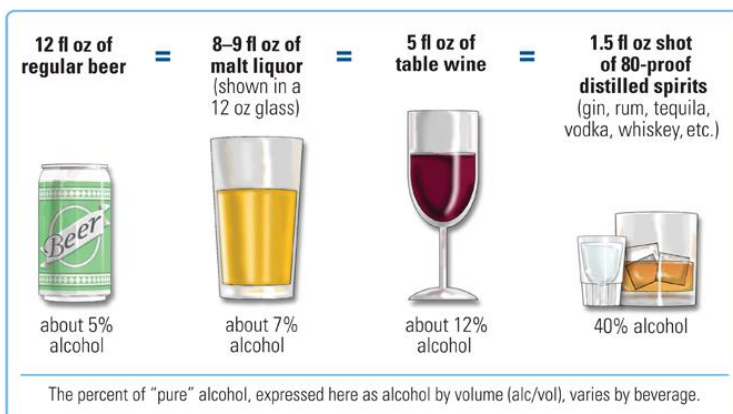 12 fl oz of
regular beer
=
8–9 fl oz of
malt liquor
(shown in a
12 oz glass)
=
5 fl oz of
table wine
=
1.5 fl oz shot
of 80-proof
distilled spirits
(gin, rum, tequila,
vodka, whiskey, etc.)
Beer
about 5%
alcohol
about 7%
alcohol
about 12%
alcohol
40% alcohol
The percent of “pure” alcohol, expressed here as alcohol by volume (alc/vol), varies by beverage.